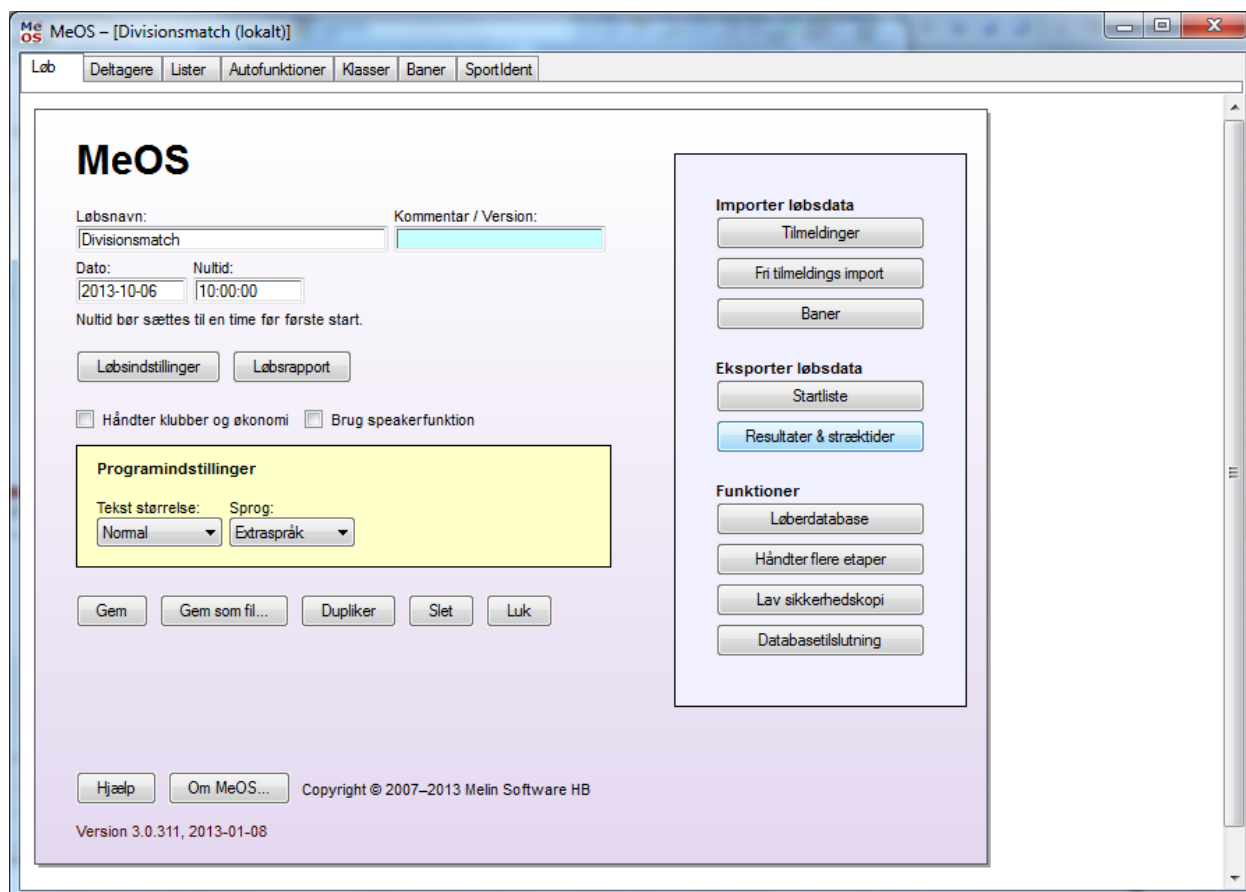 Me
OS
MeOS – [Divisionsmatch (lokalt)]
Løb Deltagere Lister Autofunktioner Klasser Baner SportIdent
MeOS
Løbsnavn: Kommentar / Version:
Divisionsmatch
Dato: Nultid:
2013-10-06 10:00:00
Nultid bør sættes til en time før første start.
Løbsindstillinger Løbsrapport
Håndter klubber og økonomi Brug speakerfunktion
Programindstillinger
Tekst størrelse: Sprog:
Normal Extraspråk
Gem Gem som fil... Dupliker Slet Luk
Importer løbsdata
Tilmeldinger
Fri tilmeldings import
Baner
Eksporter løbsdata
Startliste
Resultater & stræktider
Funktioner
Løberdatabase
Håndter flere etaper
Lav sikkerhedskopi
Databasetilslutning
Hjælp Om MeOS... Copyright © 2007–2013 Melin Software HB
Version 3.0.311, 2013-01-08